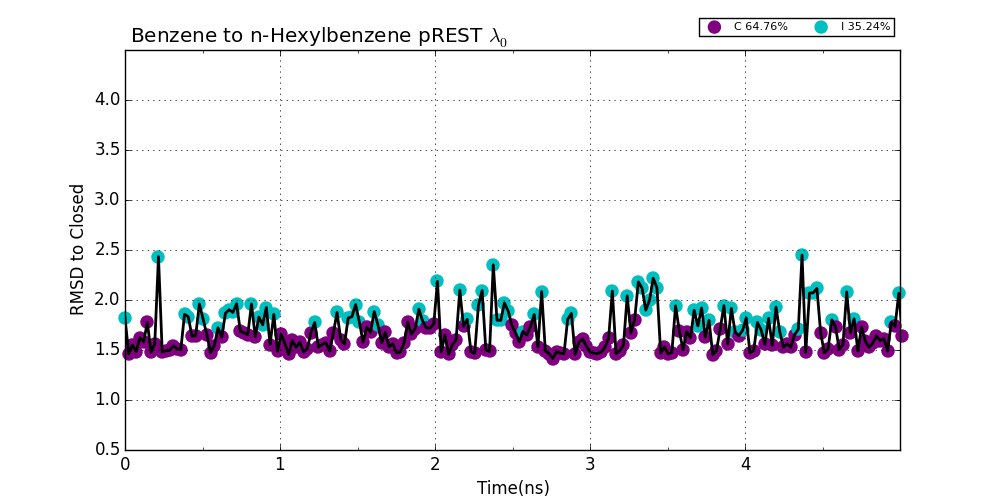 Benzene to n-Hexylbenzene pREST λ₀
C 64.76% I 35.24%
4.0
3.5
3.0
2.5
2.0
1.5
1.0
0.5
RMSD to Closed
0 1 2 3 4
Time(ns)